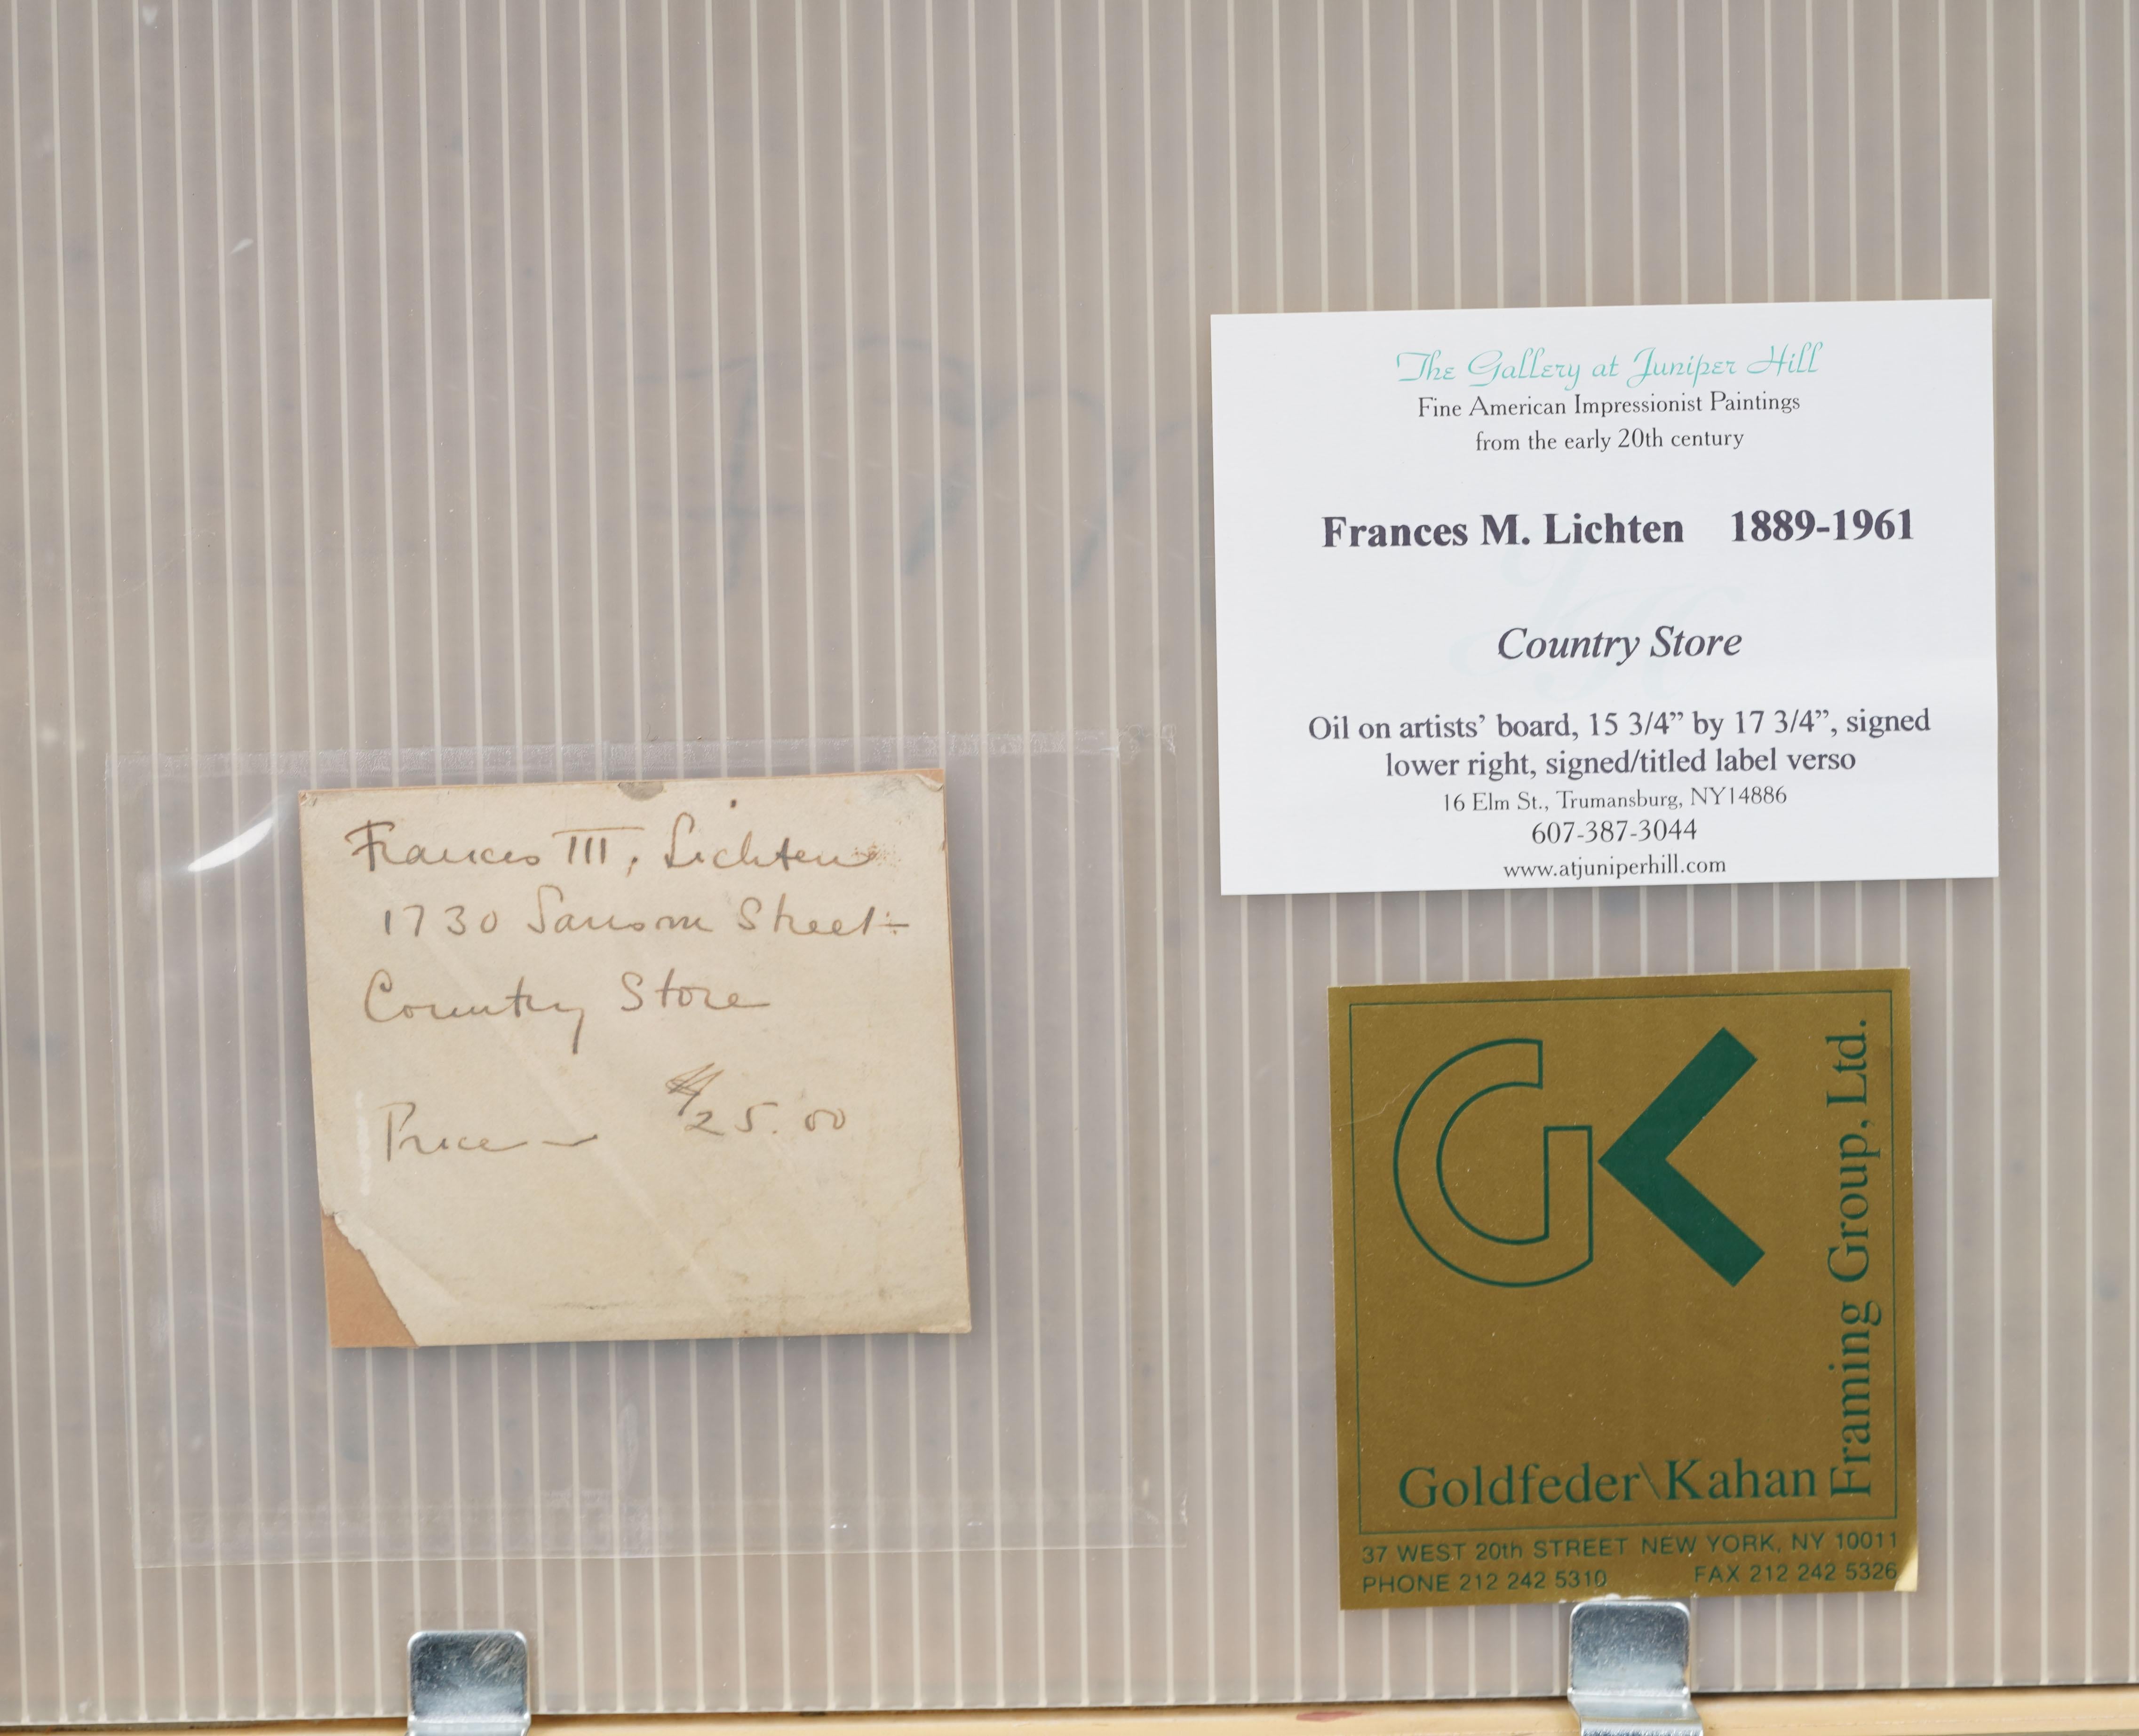 Frances M. Lichten
1730 Sansom Street
Country Store
Price — $25.00
The Gallery at Juniper Hill
Fine American Impressionist Paintings
from the early 20th century
Frances M. Lichten 1889-1961
Country Store
Oil on artists’ board, 15 3/4” by 17 3/4”, signed
lower right, signed/titled label verso
16 Elm St., Trumansburg, NY14886
607-387-3044
www.atjuniperhill.com
GK
Goldfeder\Kahan
Framing Group, Ltd.
37 WEST 20th STREET NEW YORK, NY 10011
PHONE 212 242 5310 FAX 212 242 5326